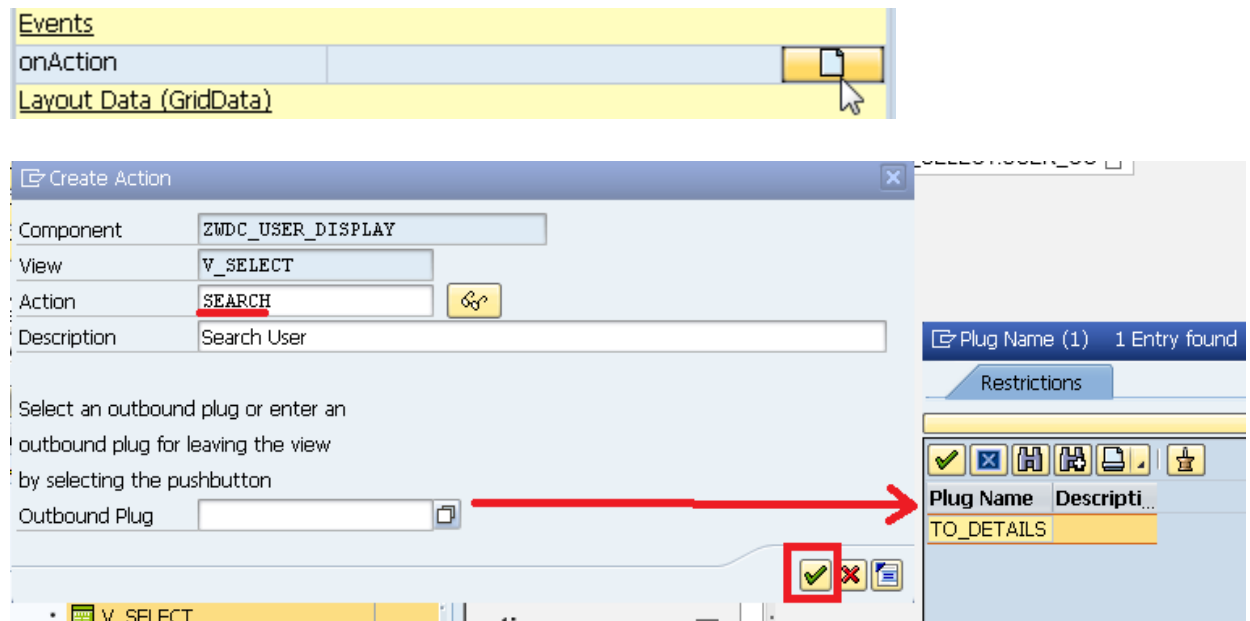 Events
onAction
Layout Data (GridData)
Create Action
Component ZWDC_USER_DISPLAY
View V_SELECT
Action SEARCH
Description Search User
Select an outbound plug or enter an
outbound plug for leaving the view
by selecting the pushbutton
Outbound Plug
Plug Name (1) 1 Entry found
Restrictions
Plug Name Descripti...
TO_DETAILS
V_SELECT